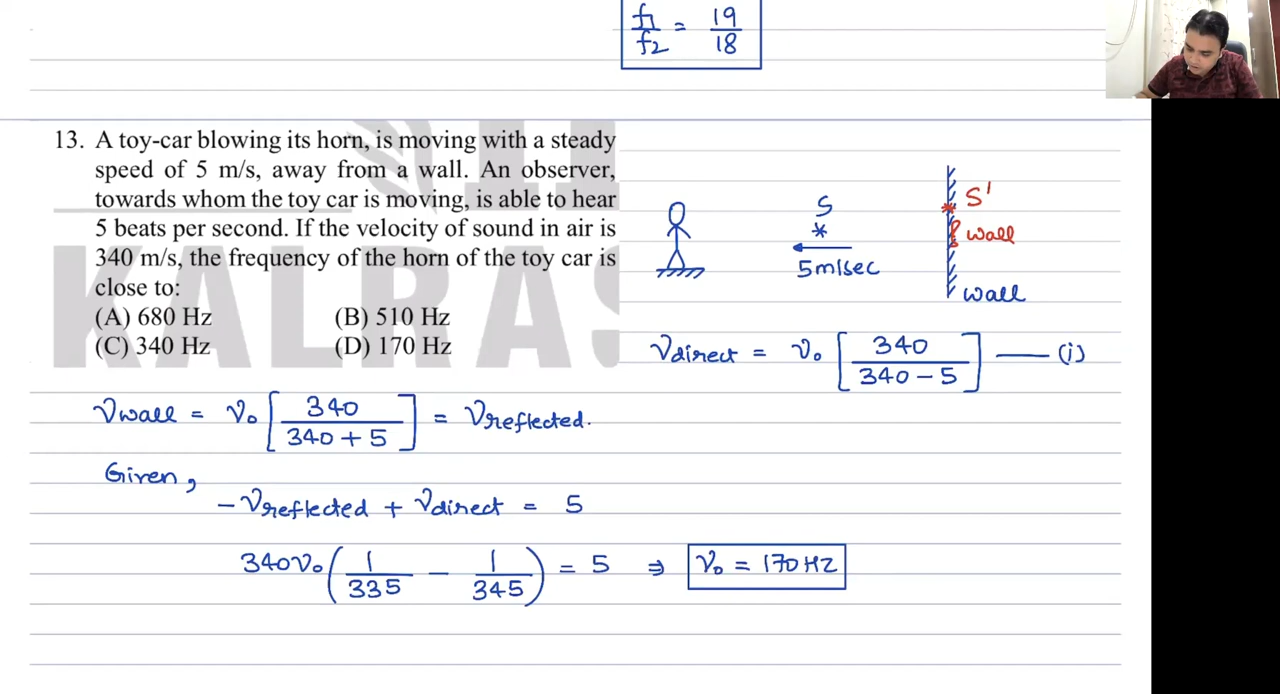 f1/f2 = 19/18
13. A toy-car blowing its horn, is moving with a steady
speed of 5 m/s, away from a wall. An observer,
towards whom the toy car is moving, is able to hear
5 beats per second. If the velocity of sound in air is
340 m/s, the frequency of the horn of the toy car is
close to:
(A) 680 Hz (B) 510 Hz
(C) 340 Hz (D) 170 Hz
KALRAS
S
*
5m/sec
S'
wall
wall
νdirect = ν₀ [340/(340 - 5)] —— (i)
νwall = ν₀ [340/(340 + 5)] = νreflected.
Given,
- νreflected + νdirect = 5
340ν₀ (1/335 - 1/345) = 5 ⇒ ν₀ = 170 Hz